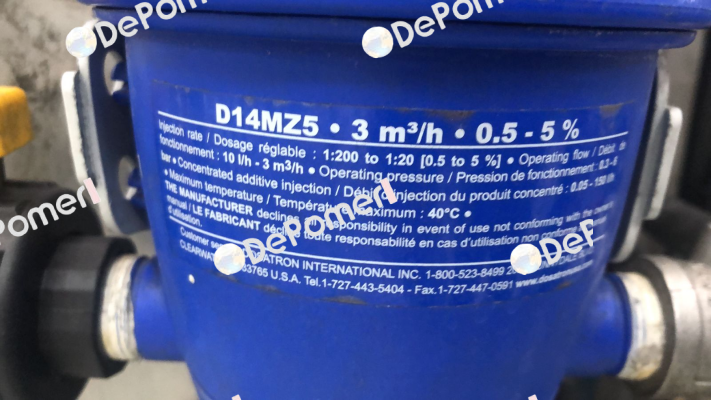 DePomeri
DePomeri
D14MZ5 • 3 m³/h • 0.5 - 5 %
Injection rate / Dosage réglable : 1:200 to 1:20 [0.5 to 5 %] • Operating flow / Débit de
fonctionnement : 10 l/h - 3 m³/h • Operating pressure / Pression de fonctionnement : 0.3-6
bar • Concentrated additive injection / Débit injection du produit concentré : 0.05 - 150 l/h
• Maximum temperature / Température maximum : 40°C •
THE MANUFACTURER declines responsibility in event of use not conforming with the owner's
manual / LE FABRICANT décline toute responsabilité en cas d'utilisation non conforme
d'utilisation.
Customer DOSATRON INTERNATIONAL INC. 1-800-523-8499
CLEARWATER 33765 U.S.A. Tel.1-727-443-5404 - Fax.1-727-447-0591 www.dosatronusa.com
DePomeri
DePomeri
DePomeri
DePomeri